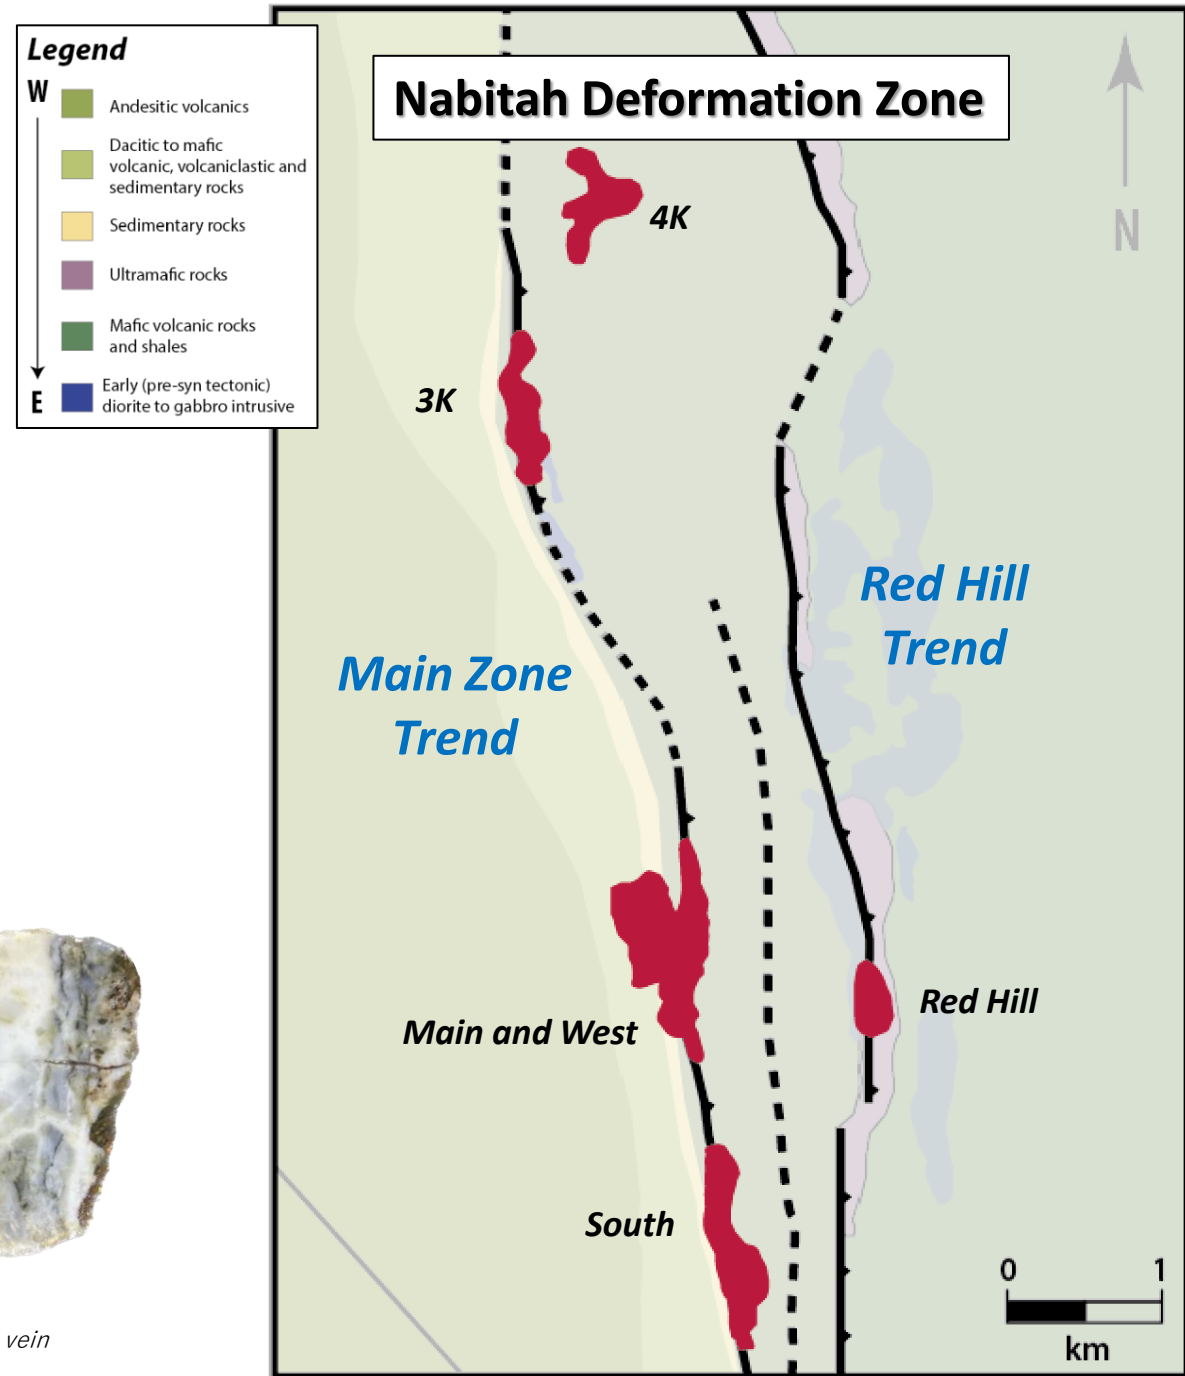 Legend
W
Andesitic volcanics
Dacitic to mafic
volcanic, volcaniclastic and
sedimentary rocks
Sedimentary rocks
Ultramafic rocks
Mafic volcanic rocks
and shales
E
Early (pre-syn tectonic)
diorite to gabbro intrusive
Nabitah Deformation Zone
N
4K
3K
Red Hill
Trend
Main Zone
Trend
Red Hill
Main and West
South
0 1
km
vein